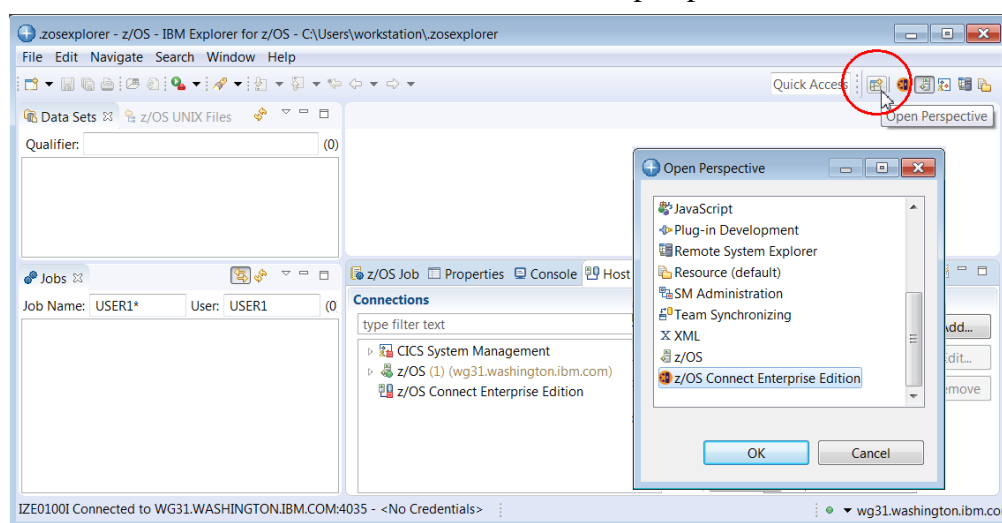 .zosexplorer - z/OS - IBM Explorer for z/OS - C:\Users\workstation\.zosexplorer
File Edit Navigate Search Window Help
Quick Access
Open Perspective
Data Sets z/OS UNIX Files
Qualifier: (0)
Jobs
Job Name: USER1* User: USER1 (0
z/OS Job Properties Console Host
Connections
type filter text
CICS System Management
z/OS (1) (wg31.washington.ibm.com)
z/OS Connect Enterprise Edition
Add...
Edit...
Remove
Open Perspective
JavaScript
Plug-in Development
Remote System Explorer
Resource (default)
SM Administration
Team Synchronizing
X XML
z/OS
z/OS Connect Enterprise Edition
OK Cancel
IZE0100I Connected to WG31.WASHINGTON.IBM.COM:4035 - <No Credentials>
wg31.washington.ibm.co